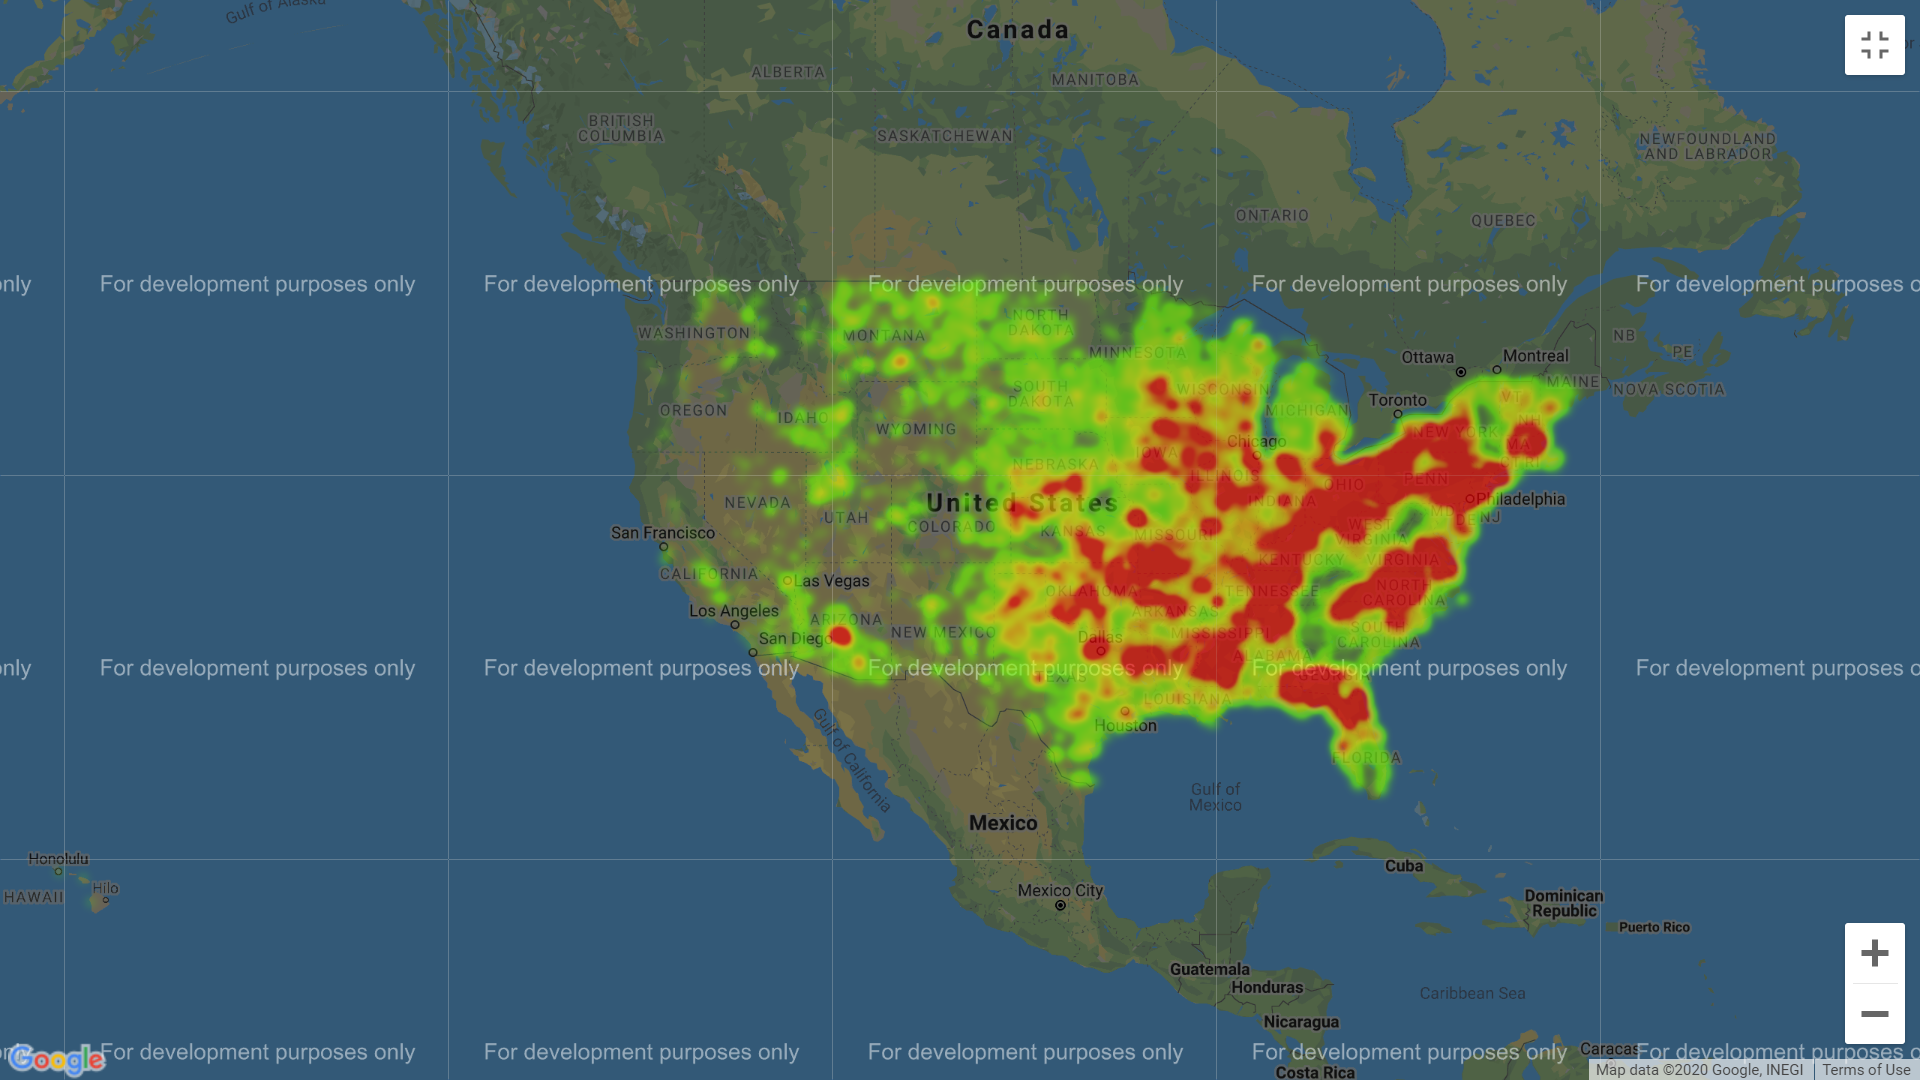 Gulf of Alaska
Canada
ALBERTA
MANITOBA
BRITISH
COLUMBIA
SASKATCHEWAN
NEWFOUNDLAND
AND LABRADOR
ONTARIO
QUEBEC
only
For development purposes only
For development purposes only
For development purposes only
For development purposes only
For development purposes o
NORTH
DAKOTA
WASHINGTON
MONTANA
NB
MINNESOTA
PE
Ottawa
Montreal
MAINE
NOVA SCOTIA
SOUTH
DAKOTA
WISCONSIN
VT
Toronto
OREGON
IDAHO
MICHIGAN
NH
WYOMING
NEW YORK
Chicago
MA
IOWA
CT RI
NEBRASKA
ILLINOIS
OHIO
PENN
United States
NEVADA
INDIANA
Philadelphia
UTAH
COLORADO
MD
DE
NJ
San Francisco
KANSAS
MISSOURI
WEST
VIRGINIA
KENTUCKY
VIRGINIA
CALIFORNIA
Las Vegas
OKLAHOMA
TENNESSEE
NORTH
CAROLINA
Los Angeles
ARIZONA
ARKANSAS
NEW MEXICO
MISSISSIPPI
SOUTH
CAROLINA
San Diego
Dallas
ALABAMA
only
For development purposes only
For development purposes only
For development purposes only
For development purposes only
For development purposes o
LOUISIANA
Houston
Gulf of California
FLORIDA
Gulf of
Mexico
Mexico
Honolulu
Hilo
HAWAII
Cuba
Mexico City
Dominican
Republic
Puerto Rico
Guatemala
Honduras
Caribbean Sea
Nicaragua
Caracas
Google
For development purposes only
For development purposes only
For development purposes only
For development purposes only
For development purposes o
Costa Rica
Map data ©2020 Google, INEGI
Terms of Use